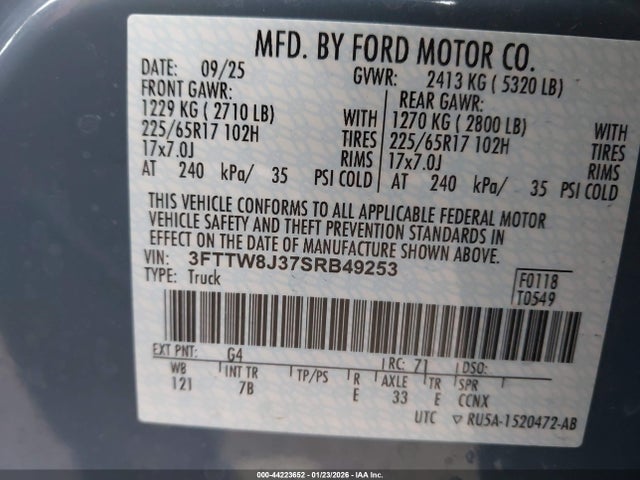 MFD. BY FORD MOTOR CO.
DATE: 09/25 GVWR: 2413 KG ( 5320 LB)
FRONT GAWR: REAR GAWR:
1229 KG ( 2710 LB) WITH 1270 KG ( 2800 LB) WITH
225/65R17 102H TIRES 225/65R17 102H TIRES
17x7.0J RIMS 17x7.0J RIMS
AT 240 kPa/ 35 PSI COLD AT 240 kPa/ 35 PSI COLD
THIS VEHICLE CONFORMS TO ALL APPLICABLE FEDERAL MOTOR
VEHICLE SAFETY AND THEFT PREVENTION STANDARDS IN
EFFECT ON THE DATE OF MANUFACTURE SHOWN ABOVE.
VIN: 3FTTW8J37SRB49253
TYPE: Truck
F0118
T0549
EXT PNT: G4 RC: 71 DSO:
WB INT TR TP/PS R AXLE TR SPR
121 7B E 33 E CCNX
UTC ▽ RU5A-1520472-AB
000-44223652 01/23/2026 IAA Inc.